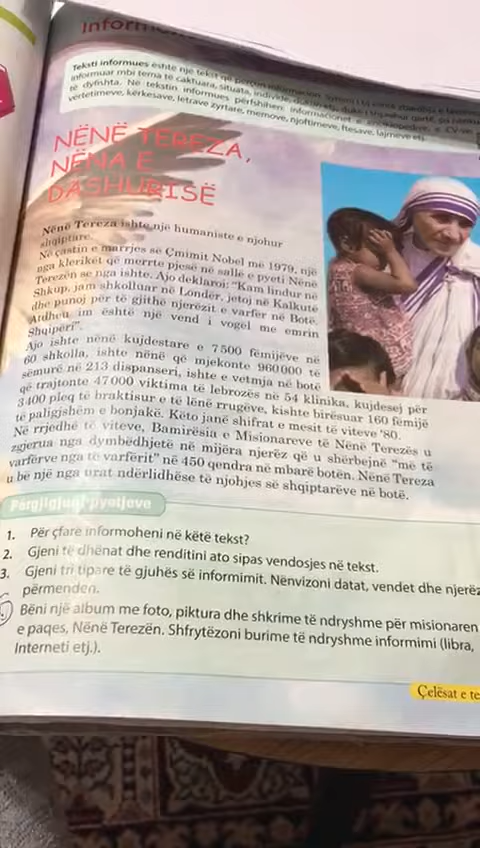 Inform
Teksti informues është një tekst që
informuar mbi tema të caktuara, situata, individë,
të dyfishta. Në tekstin informues përfshihen: informacionet
vërtetimeve, kërkesave, letrave zyrtare, memove, njoftimeve, ftesave, lajmeve etj.
NËNË TEREZA,
NËNA E
DASHURISË
Nënë Tereza ishte një humaniste e njohur
shqiptare.
Në çastin e marrjes së Çmimit Nobel më 1979, një
nga klerikët që merrte pjesë në sallë e pyeti Nënë
Terezën se nga ishte. Ajo deklaroi: "Kam lindur në
Shkup, jam shkolluar në Londër, jetoj në Kalkutë
dhe punoj për të gjithë njerëzit e varfër në Botë.
Atdheu im është një vend i vogël me emrin
Shqipëri".
Ajo ishte nënë kujdestare e 7500 fëmijëve në
60 shkolla, ishte nënë që mjekonte 960000 të
sëmurë në 213 dispanseri, ishte e vetmja në botë
që trajtonte 47000 viktima të lebrozës në 54 klinika, kujdesej për
3400 pleq të braktisur e të lënë rrugëve, kishte birësuar 160 fëmijë
të paligjshëm e bonjakë. Këto janë shifrat e mesit të viteve '80.
Në rrjedhë të viteve, Bamirësia e Misionareve të Nënë Terezës u
zgjerua nga dymbëdhjetë në mijëra njerëz që u shërbejnë "më të
varfërve nga të varfërit" në 450 qendra në mbarë botën. Nënë Tereza
u bë një nga urat ndërlidhëse të njohjes së shqiptarëve në botë.
Përgjigjuni pyetjeve
1. Për çfarë informoheni në këtë tekst?
2. Gjeni të dhënat dhe renditini ato sipas vendosjes në tekst.
3. Gjeni tri tipare të gjuhës së informimit. Nënvizoni datat, vendet dhe njerëz
përmenden.
Bëni një album me foto, piktura dhe shkrime të ndryshme për misionaren
e paqes, Nënë Terezën. Shfrytëzoni burime të ndryshme informimi (libra,
Interneti etj.).
Çelësat e te